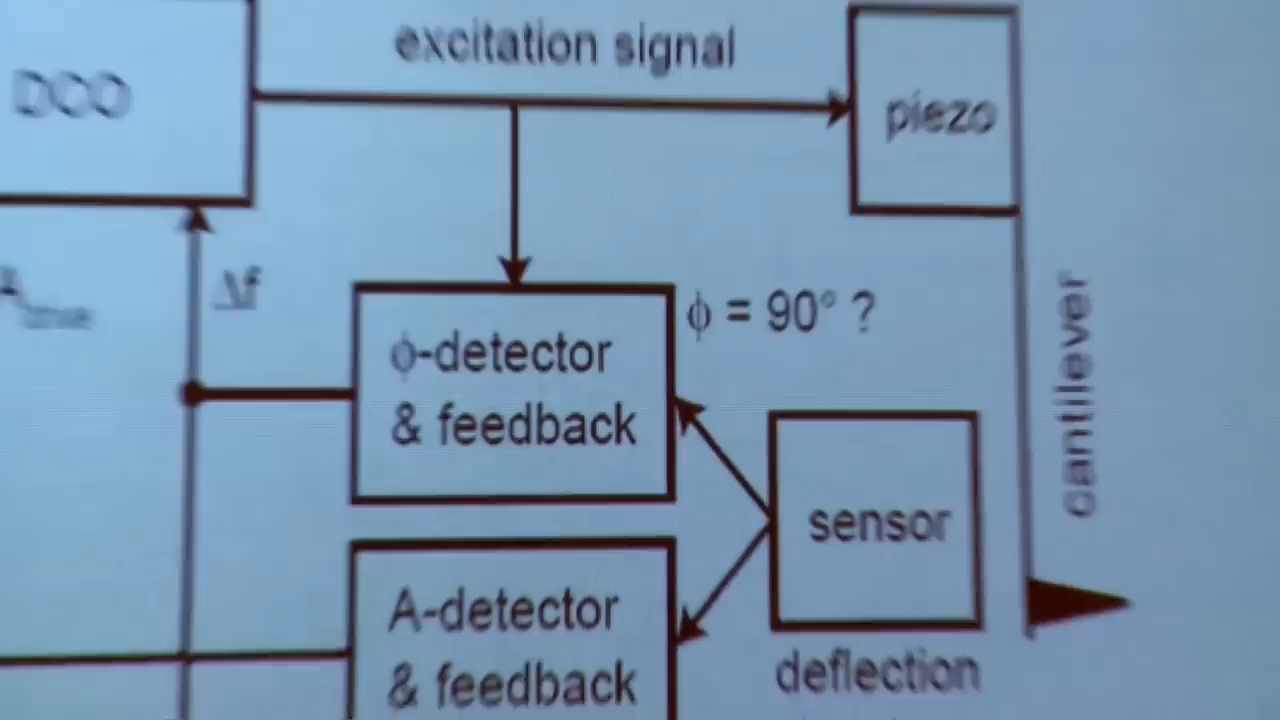 excitation signal
DCO
piezo
Δf
ϕ = 90° ?
ϕ-detector
& feedback
cantilever
sensor
A-detector
& feedback
deflection